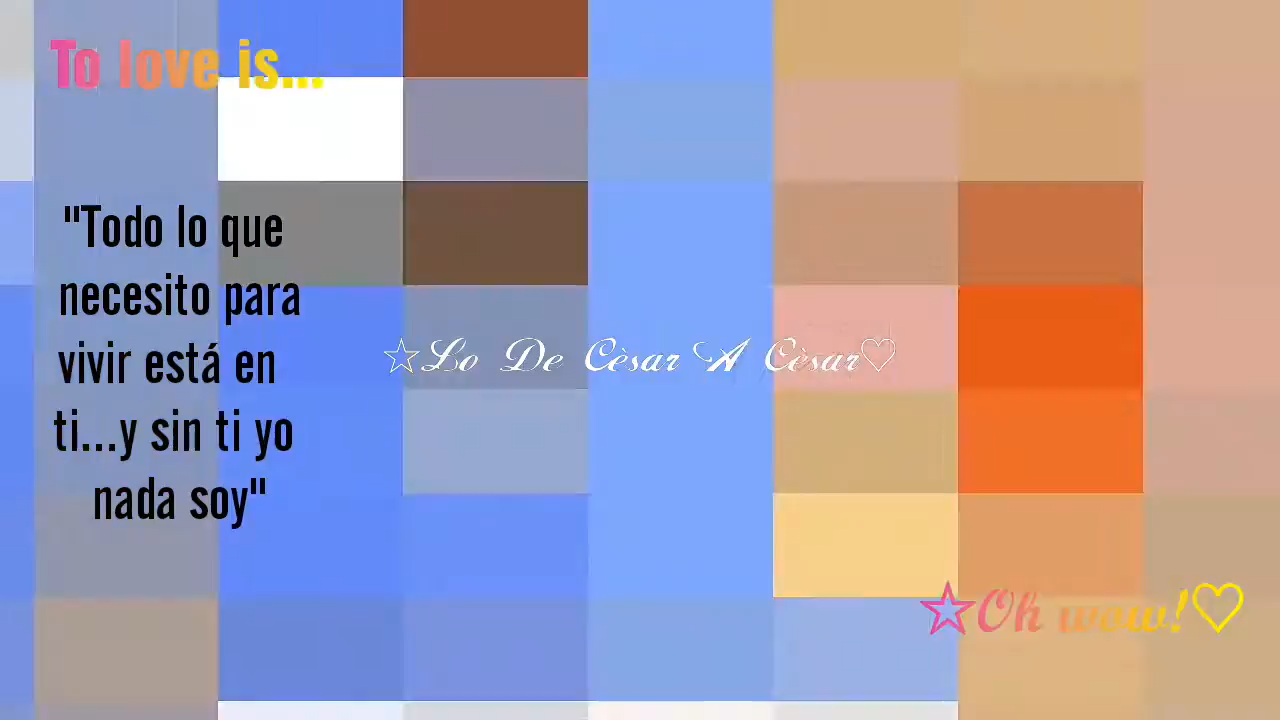 To love is...
"Todo lo que
necesito para
vivir está en
ti...y sin ti yo
nada soy"
☆Lo De Cèsar A Cèsar♡
☆Oh wow!♡